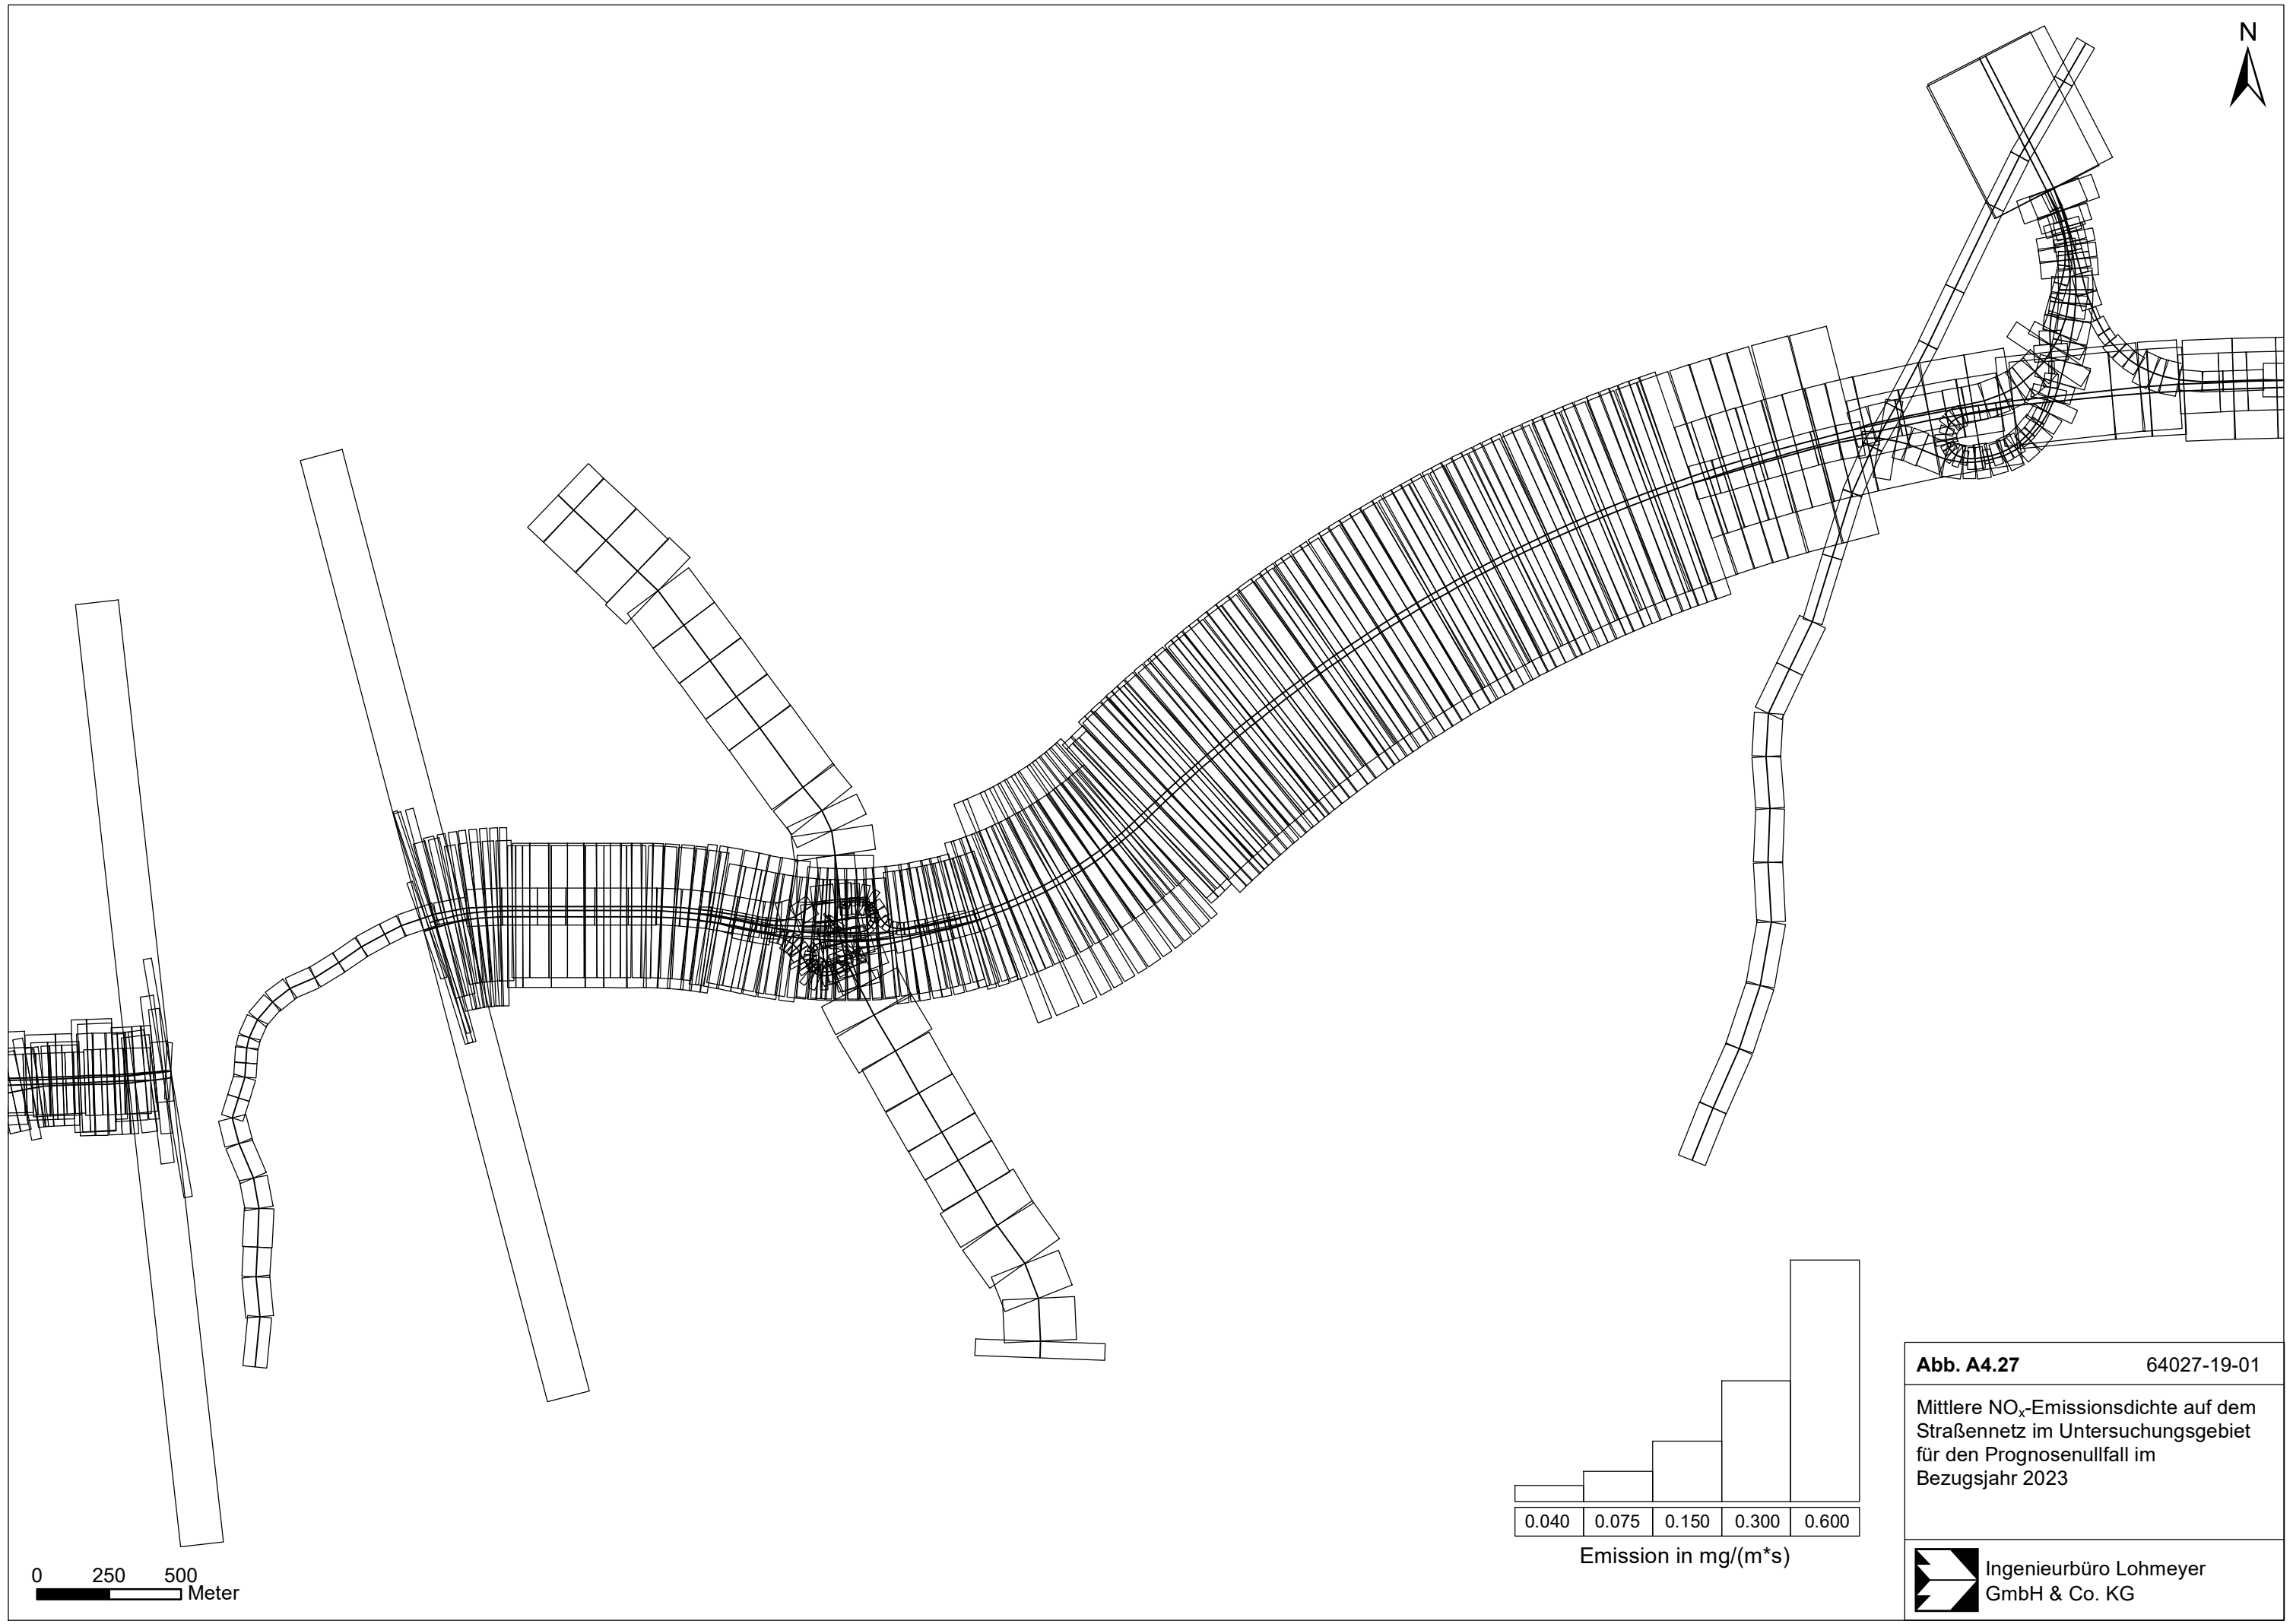 N
0.040 0.075 0.150 0.300 0.600
Emission in mg/(m*s)
0 250 500
Meter
Abb. A4.27 64027-19-01
Mittlere NOx-Emissionsdichte auf dem
Straßennetz im Untersuchungsgebiet
für den Prognosenullfall im
Bezugsjahr 2023
Ingenieurbüro Lohmeyer
GmbH & Co. KG